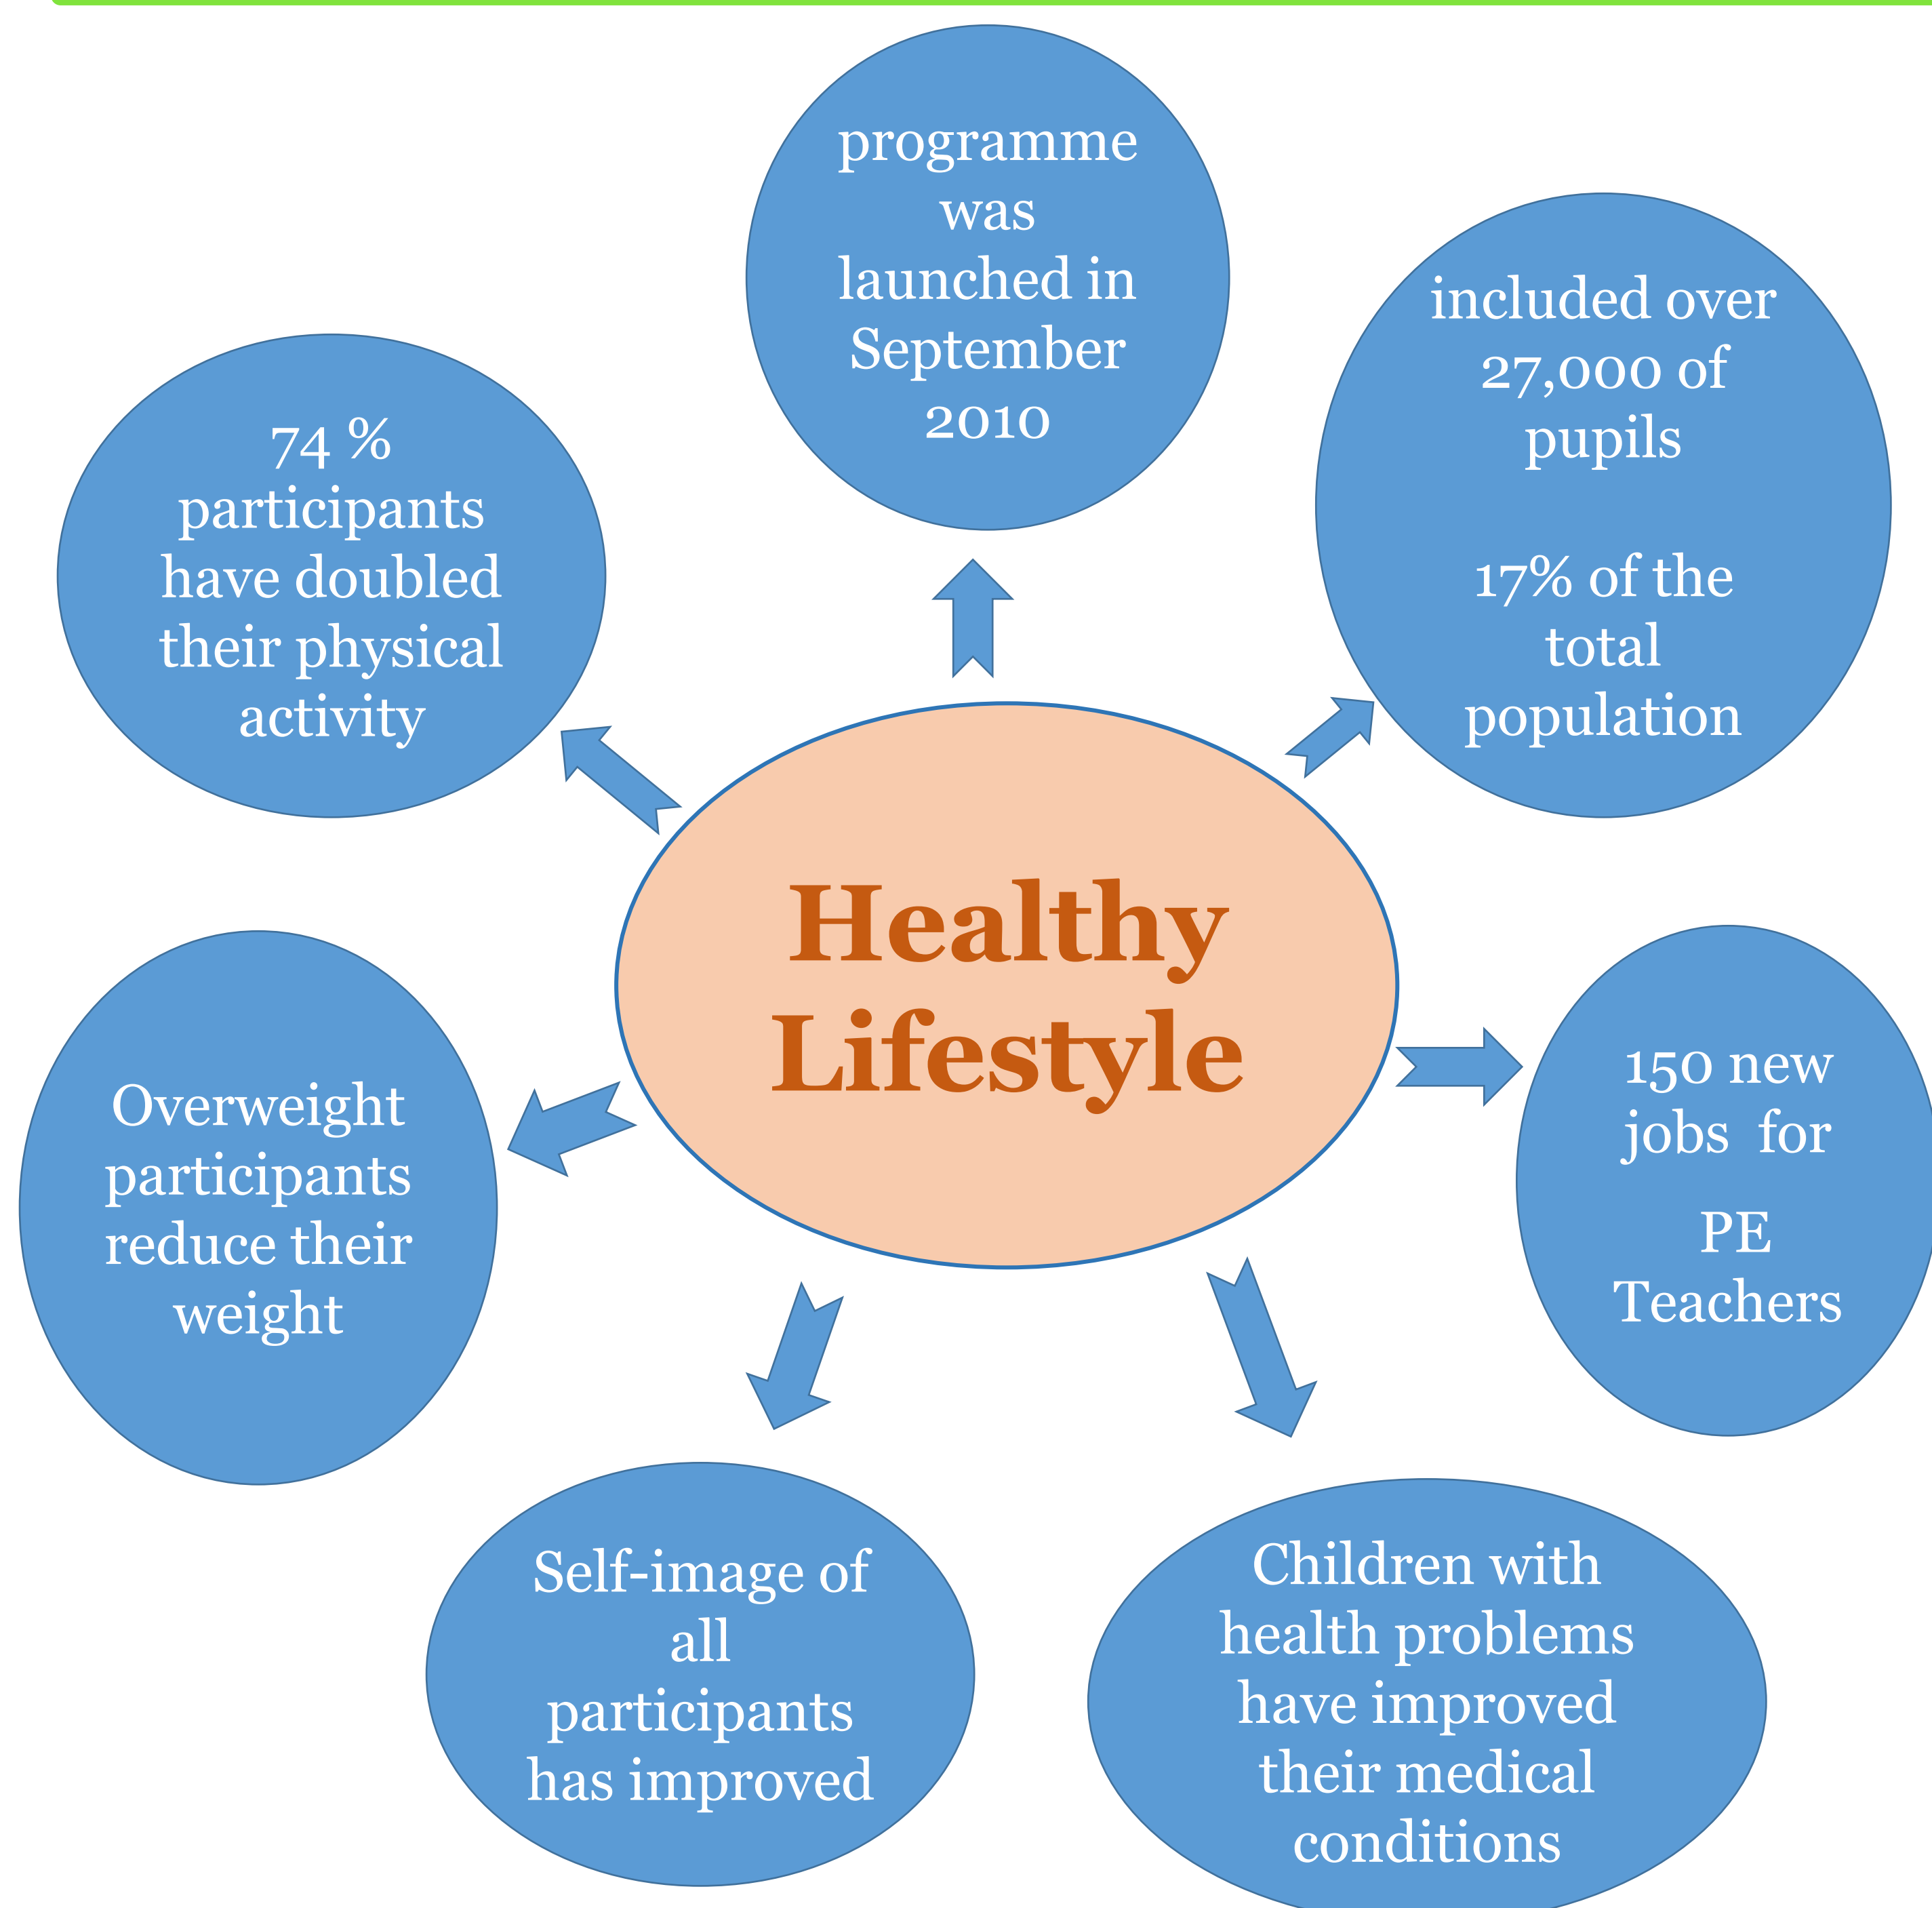 programme
was
launched in
September
2010
included over
27,000 of
pupils
17% of the
total
population
74 %
participants
have doubled
their physical
activity
Healthy
Lifestyle
150 new
jobs for
PE
Teachers
Overweight
participants
reduce their
weight
Self-image of
all
participants
has improved
Children with
health problems
have improved
their medical
conditions